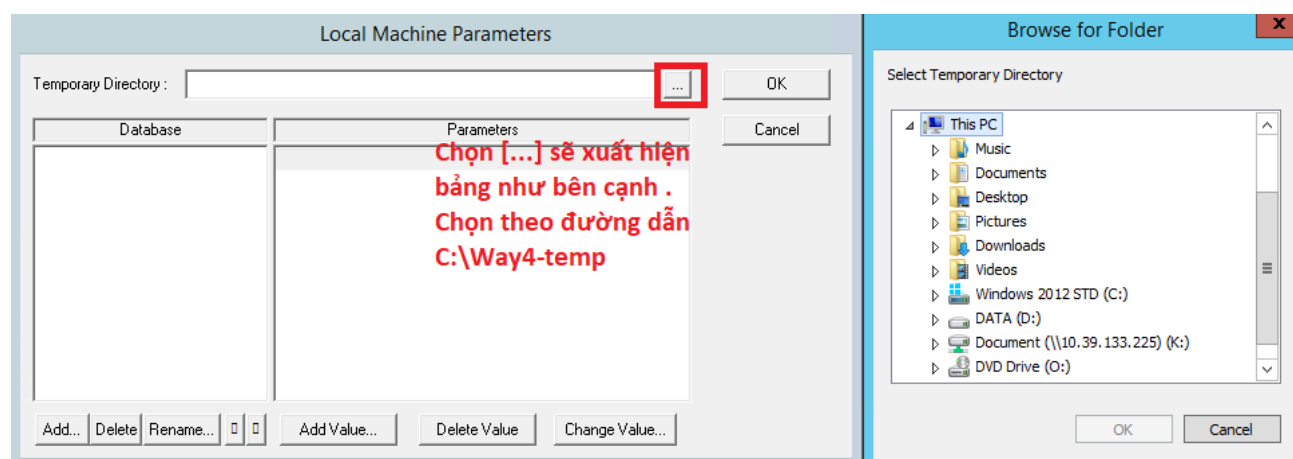 Local Machine Parameters
Temporary Directory :
...
OK
Database
Parameters
Cancel
Chọn [...] sẽ xuất hiện
bảng như bên cạnh .
Chọn theo đường dẫn
C:\Way4-temp
Add...
Delete
Rename...
Add Value...
Delete Value
Change Value...
Browse for Folder
x
Select Temporary Directory
This PC
Music
Documents
Desktop
Pictures
Downloads
Videos
Windows 2012 STD (C:)
DATA (D:)
Document (\\10.39.133.225) (K:)
DVD Drive (O:)
OK
Cancel